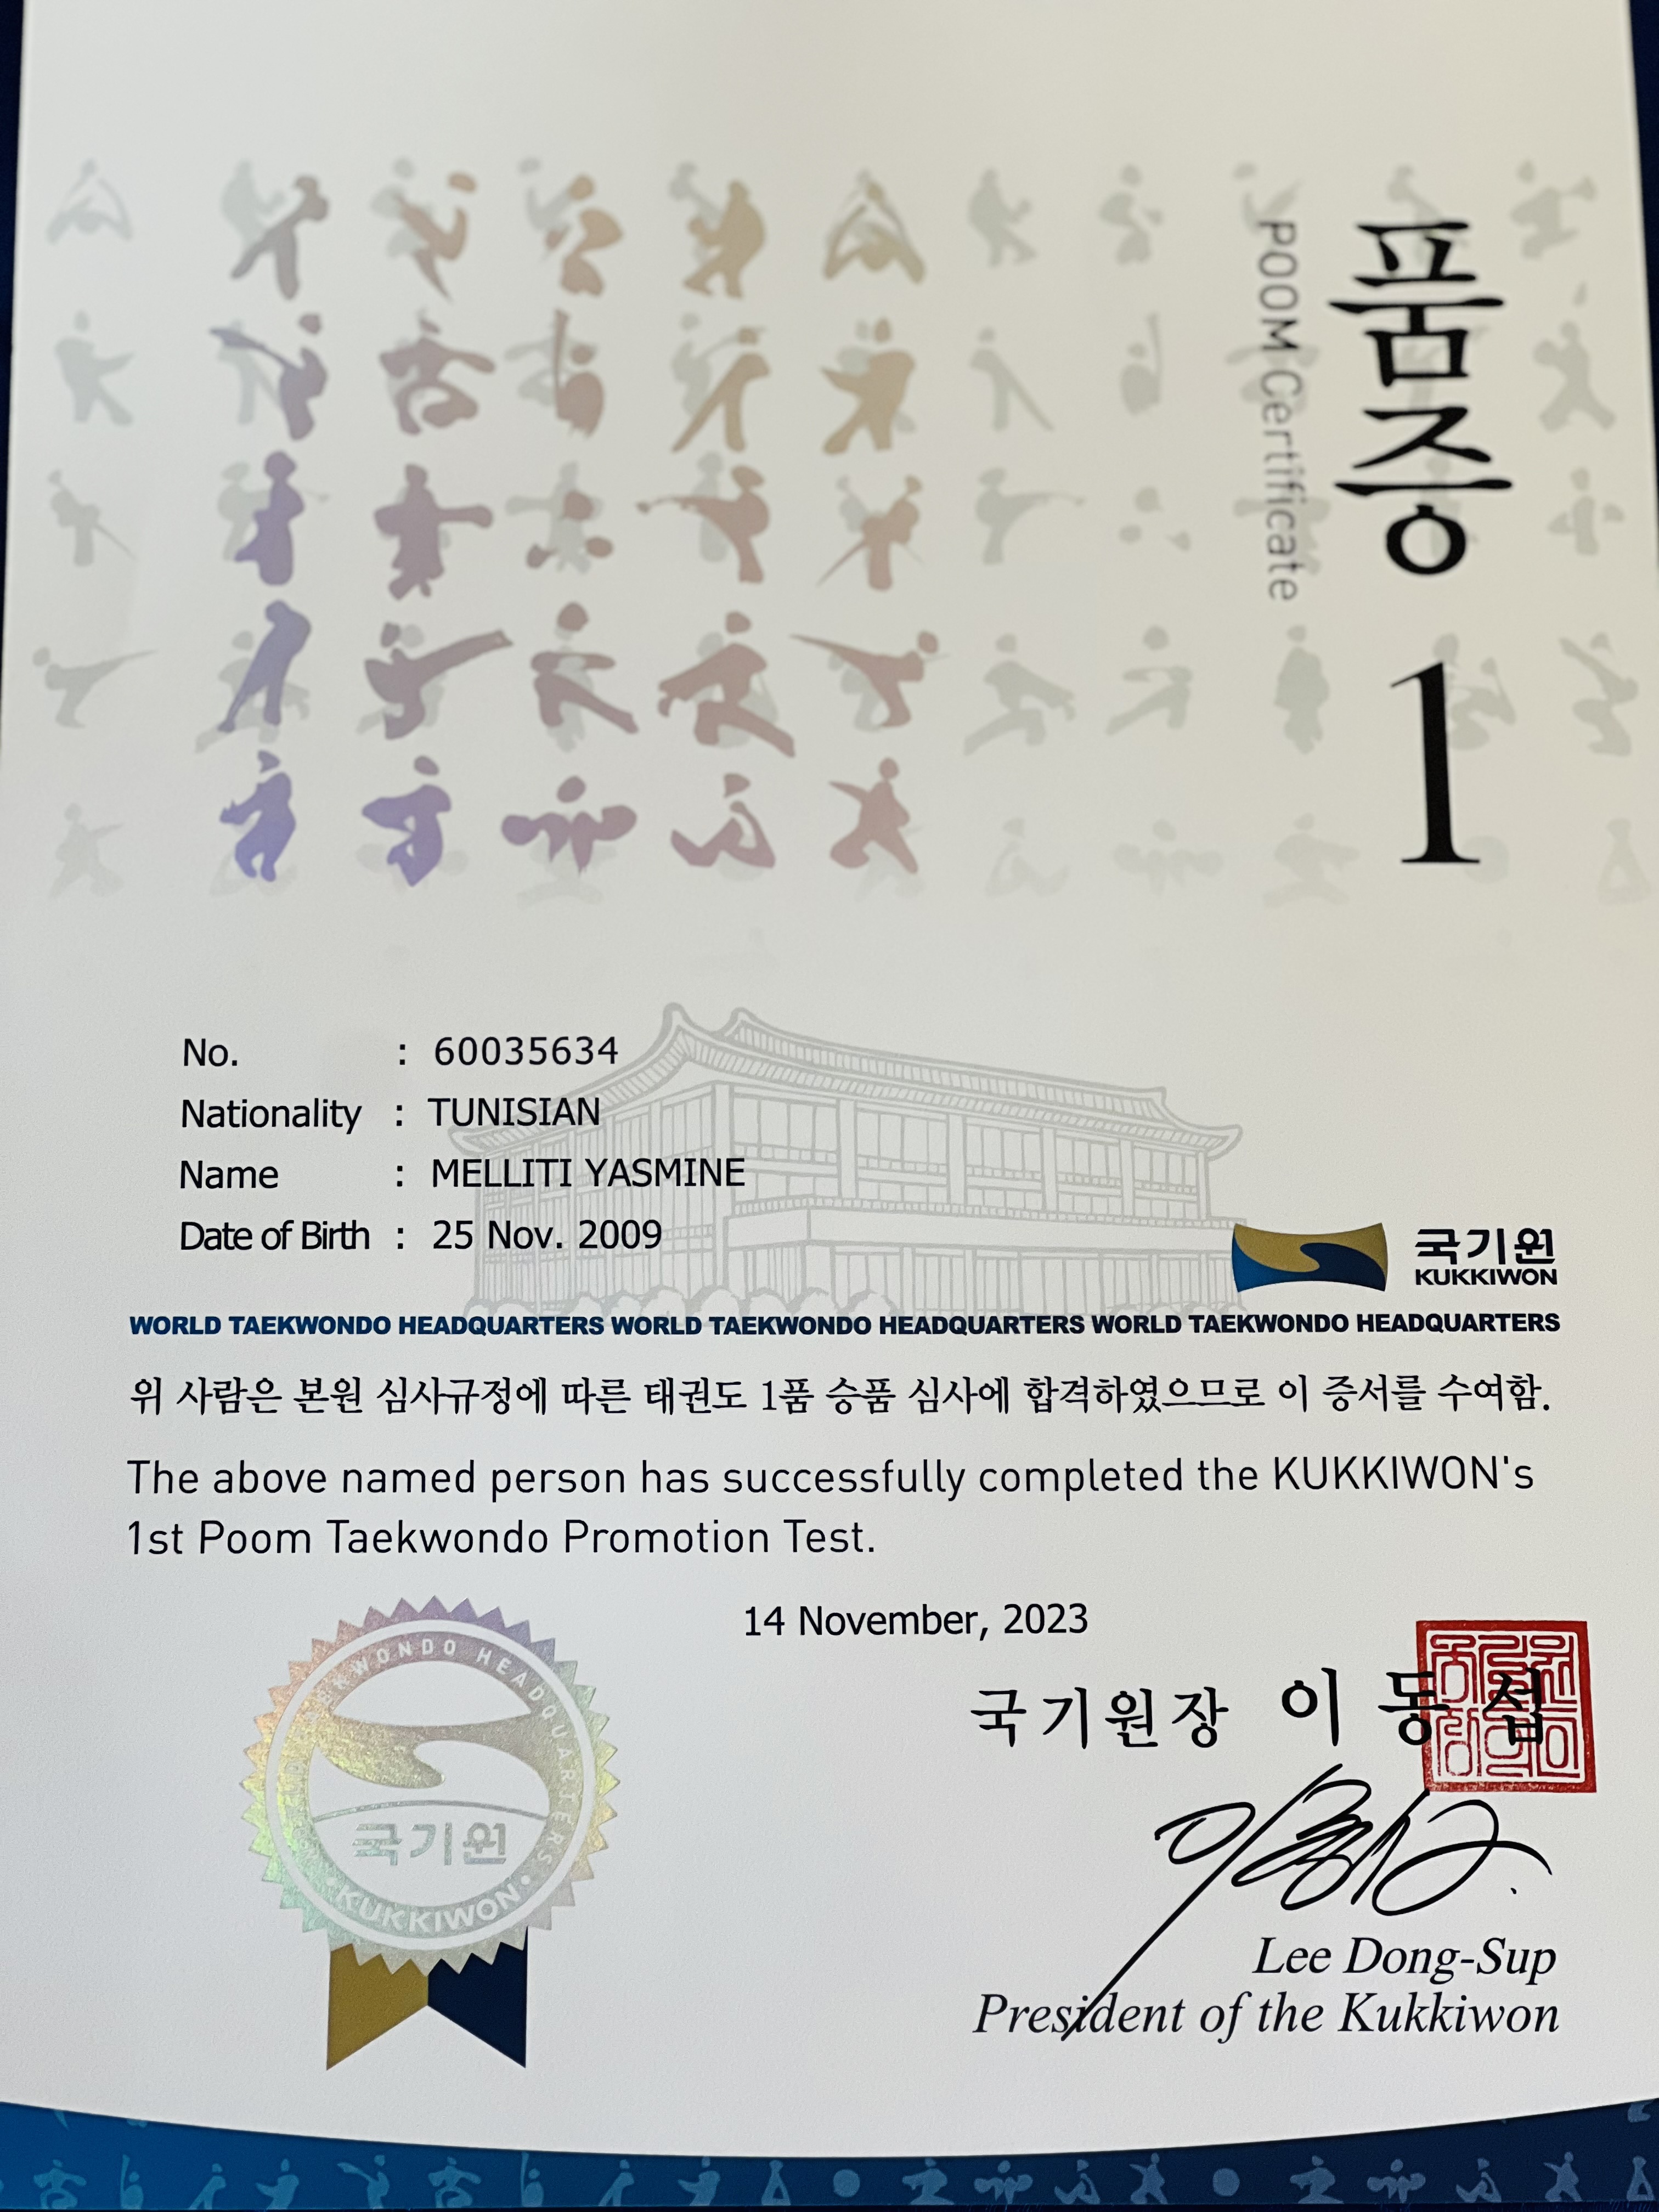 품증 1
POOM Certificate
No. : 60035634
Nationality : TUNISIAN
Name : MELLITI YASMINE
Date of Birth : 25 Nov. 2009
국기원
KUKKIWON
WORLD TAEKWONDO HEADQUARTERS WORLD TAEKWONDO HEADQUARTERS WORLD TAEKWONDO HEADQUARTERS
위 사람은 본원 심사규정에 따른 태권도 1품 승품 심사에 합격하였으므로 이 증서를 수여함.
The above named person has successfully completed the KUKKIWON's
1st Poom Taekwondo Promotion Test.
14 November, 2023
국기원장 이동섭
TAEKWONDO HEADQUARTERS
국기원
KUKKIWON
Lee Dong-Sup
President of the Kukkiwon